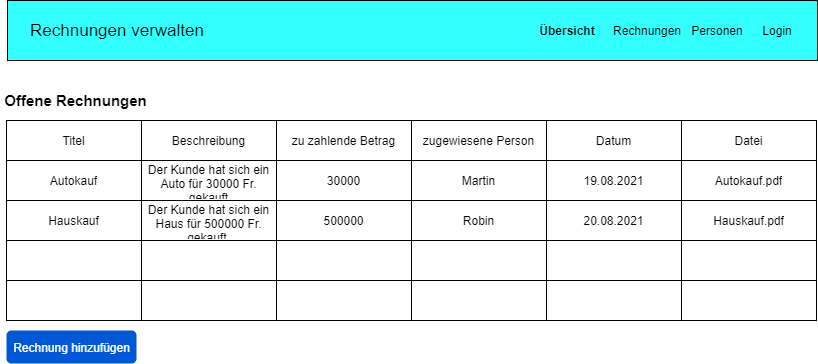 Rechnungen verwalten Übersicht Rechnungen Personen Login
Offene Rechnungen
Titel Beschreibung zu zahlende Betrag zugewiesene Person Datum Datei
Der Kunde hat sich ein
Autokauf Auto für 30000 Fr. 30000 Martin 19.08.2021 Autokauf.pdf
gekauft
Der Kunde hat sich ein
Hauskauf Haus für 500000 Fr. 500000 Robin 20.08.2021 Hauskauf.pdf
gekauft
Rechnung hinzufügen